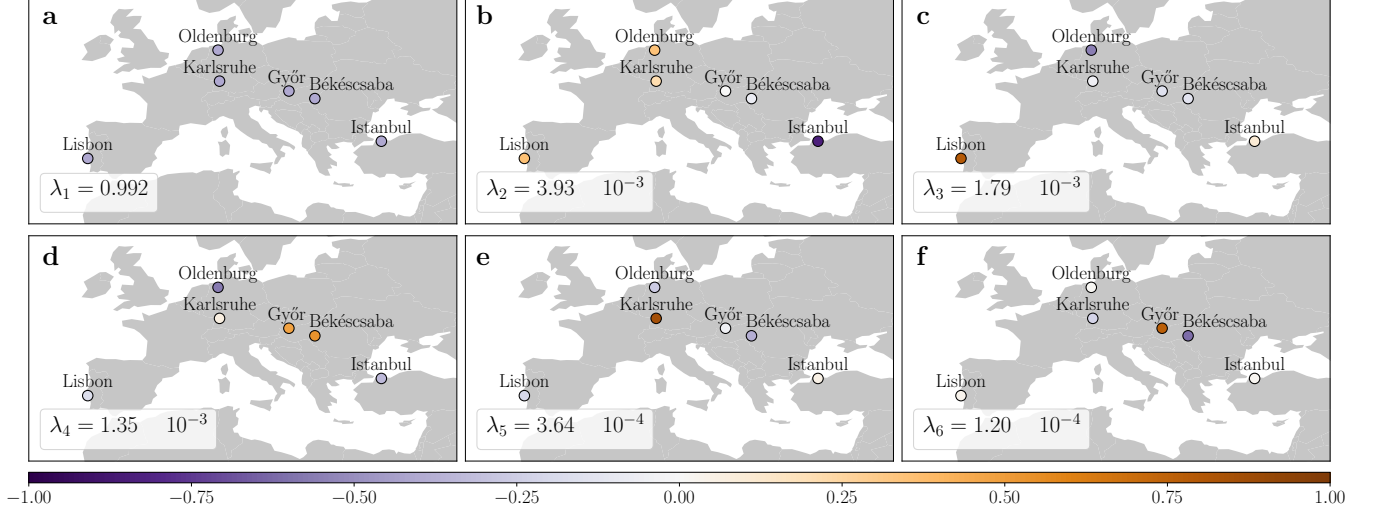 a
Oldenburg
Karlsruhe
Győr Békéscsaba
Istanbul
Lisbon
λ₁ = 0.992
b
Oldenburg
Karlsruhe
Győr Békéscsaba
Istanbul
Lisbon
λ₂ = 3.93 10⁻³
c
Oldenburg
Karlsruhe
Győr Békéscsaba
Istanbul
Lisbon
λ₃ = 1.79 10⁻³
d
Oldenburg
Karlsruhe
Győr Békéscsaba
Istanbul
Lisbon
λ₄ = 1.35 10⁻³
e
Oldenburg
Karlsruhe
Győr Békéscsaba
Istanbul
Lisbon
λ₅ = 3.64 10⁻⁴
f
Oldenburg
Karlsruhe
Győr Békéscsaba
Istanbul
Lisbon
λ₆ = 1.20 10⁻⁴
−1.00 −0.75 −0.50 −0.25 0.00 0.25 0.50 0.75 1.00